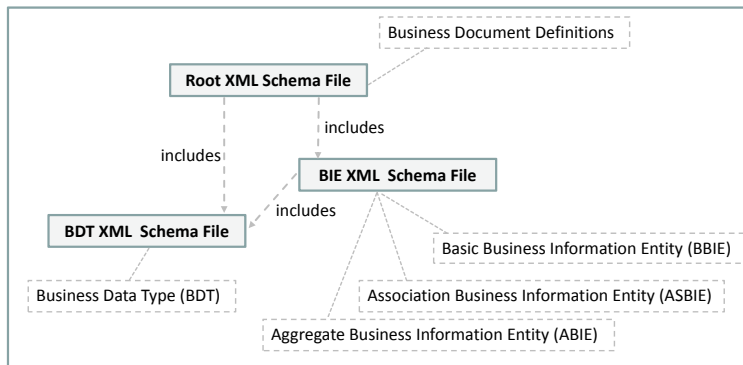 Business Document Definitions
Root XML Schema File
includes
includes
BIE XML  Schema File
includes
BDT XML  Schema File
Basic Business Information Entity (BBIE)
Business Data Type (BDT)
Association Business Information Entity (ASBIE)
Aggregate Business Information Entity (ABIE)